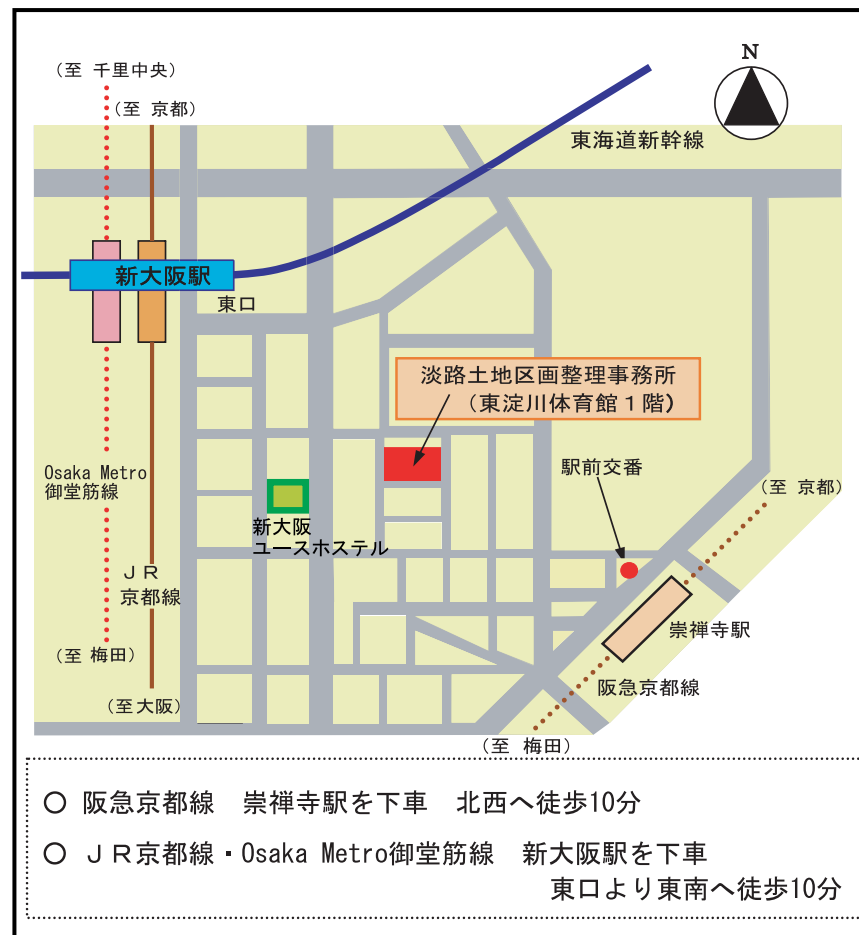 N
（至 千里中央）
（至 京都）
東海道新幹線
新大阪駅
東口
淡路土地区画整理事務所
（東淀川体育館１階）
駅前交番
（至 京都）
Osaka Metro
御堂筋線
新大阪
ユースホステル
ＪＲ
京都線
崇禅寺駅
（至 梅田）
阪急京都線
（至大阪）
（至 梅田）
○ 阪急京都線　崇禅寺駅を下車　北西へ徒歩10分
○ ＪＲ京都線・Osaka Metro御堂筋線　新大阪駅を下車
東口より東南へ徒歩10分